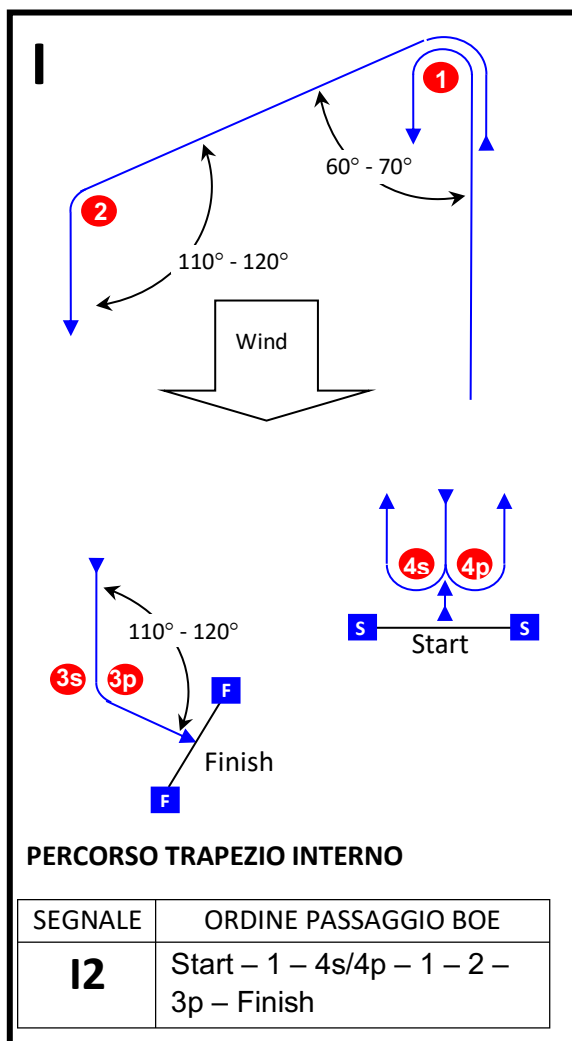 I
1
60° - 70°
2
110° - 120°
Wind
4s 4p
S S
Start
110° - 120°
3s 3p
F
Finish
F
PERCORSO TRAPEZIO INTERNO
SEGNALE ORDINE PASSAGGIO BOE
I2 Start – 1 – 4s/4p – 1 – 2 –
3p – Finish